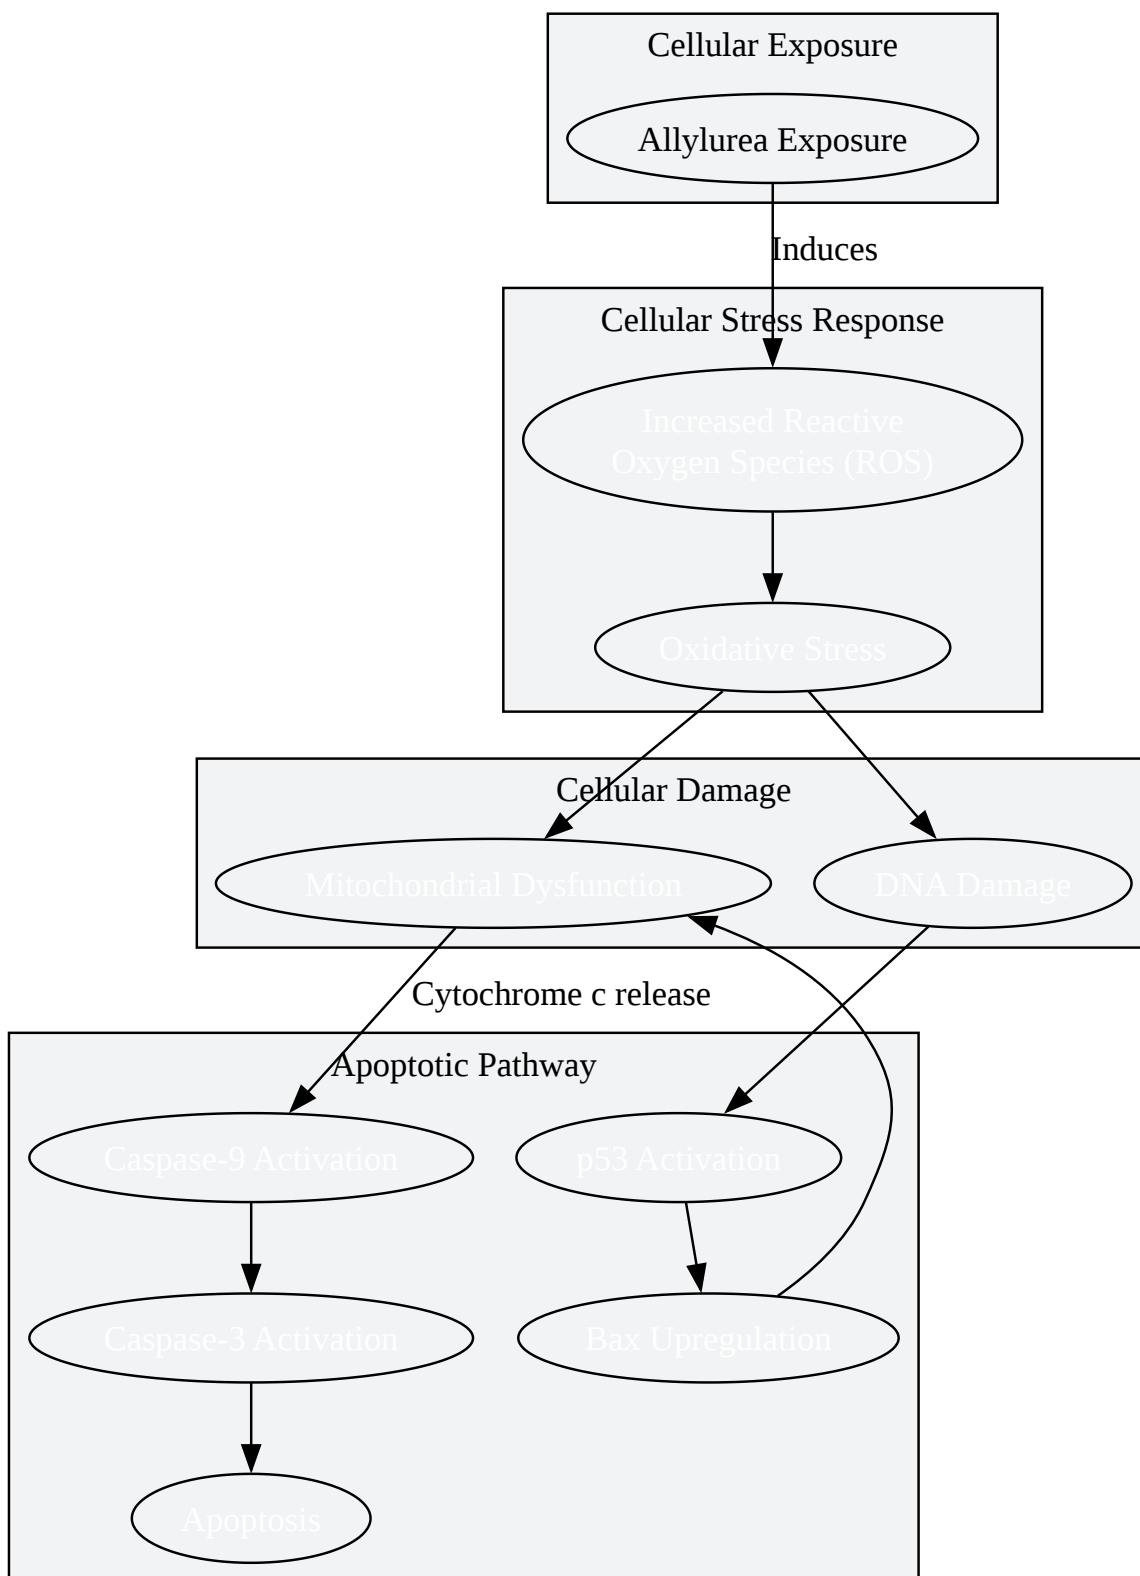 Cellular Exposure
Allylurea Exposure
Induces
Cellular Stress Response
Increased Reactive
Oxygen Species (ROS)
Oxidative Stress
Cellular Damage
Mitochondrial Dysfunction
DNA Damage
Cytochrome c release
Apoptotic Pathway
Caspase-9 Activation
p53 Activation
Caspase-3 Activation
Bax Upregulation
Apoptosis